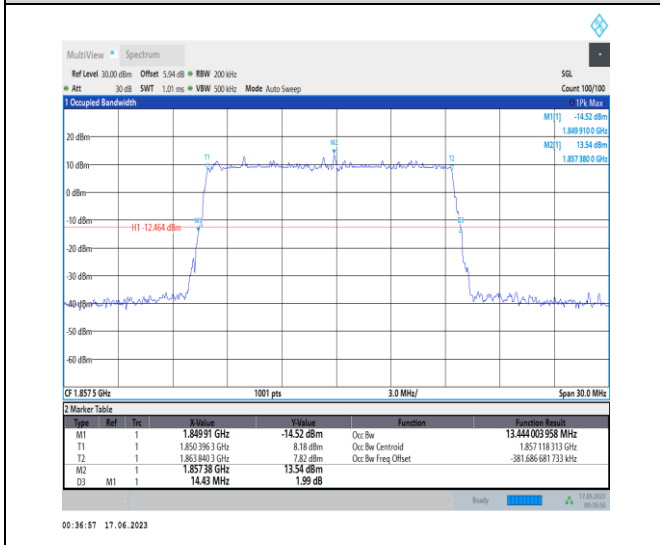 MultiView Spectrum
Ref Level 30.00 dBm Offset 5.94 dB RBW 200 kHz SGL
Att 30 dB SWT 1.01 ms VBW 500 kHz Mode Auto Sweep Count 100/100
1 Occupied Bandwidth 1Pk Max
M1[1] -14.52 dBm
1.849 910 0 GHz
M2[1] 13.54 dBm
1.857 380 0 GHz
20 dBm
M2
T1 T2
10 dBm
0 dBm
-10 dBm
M1 D3
H1 -12.464 dBm
-20 dBm
-30 dBm
-40 dBm
-50 dBm
-60 dBm
CF 1.857 5 GHz 1001 pts 3.0 MHz/ Span 30.0 MHz
2 Marker Table
Type Ref Trc X-Value Y-Value Function Function Result
M1 1 1.849 91 GHz -14.52 dBm Occ Bw 13.444 003 958 MHz
T1 1 1.850 396 3 GHz 8.18 dBm Occ Bw Centroid 1.857 118 313 GHz
T2 1 1.863 840 3 GHz 7.82 dBm Occ Bw Freq Offset -381.686 681 733 kHz
M2 1 1.857 38 GHz 13.54 dBm
D3 M1 1 14.43 MHz 1.99 dB
Ready 17.06.2023
00:36:58
00:36:57 17.06.2023